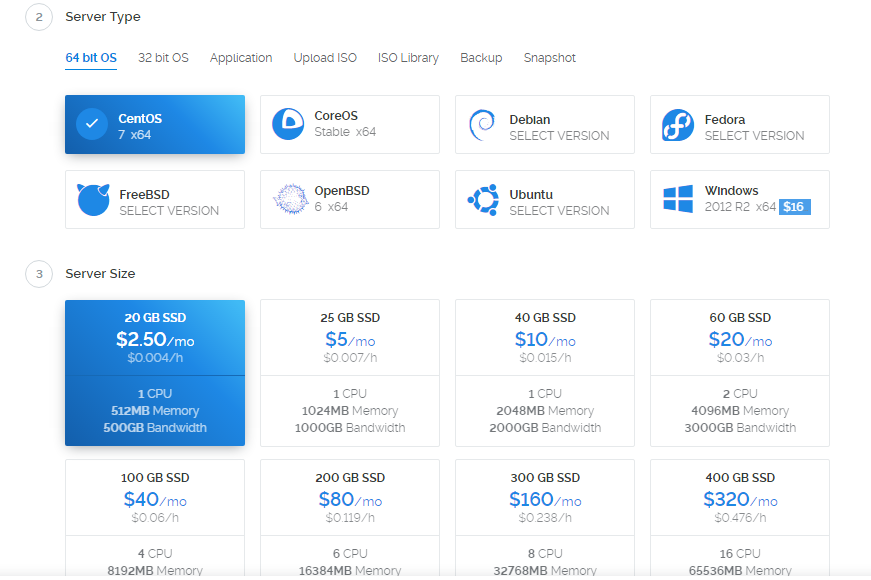 2 Server Type
64 bit OS 32 bit OS Application Upload ISO ISO Library Backup Snapshot
CentOS
7 x64
CoreOS
Stable x64
Debian
SELECT VERSION
Fedora
SELECT VERSION
FreeBSD
SELECT VERSION
OpenBSD
6 x64
Ubuntu
SELECT VERSION
Windows
2012 R2 x64 $16
3 Server Size
20 GB SSD
$2.50/mo
$0.004/h
1 CPU
512MB Memory
500GB Bandwidth
25 GB SSD
$5/mo
$0.007/h
1 CPU
1024MB Memory
1000GB Bandwidth
40 GB SSD
$10/mo
$0.015/h
1 CPU
2048MB Memory
2000GB Bandwidth
60 GB SSD
$20/mo
$0.03/h
2 CPU
4096MB Memory
3000GB Bandwidth
100 GB SSD
$40/mo
$0.06/h
4 CPU
8192MB Memory
200 GB SSD
$80/mo
$0.119/h
6 CPU
16384MB Memory
300 GB SSD
$160/mo
$0.238/h
8 CPU
32768MB Memory
400 GB SSD
$320/mo
$0.476/h
16 CPU
65536MB Memory